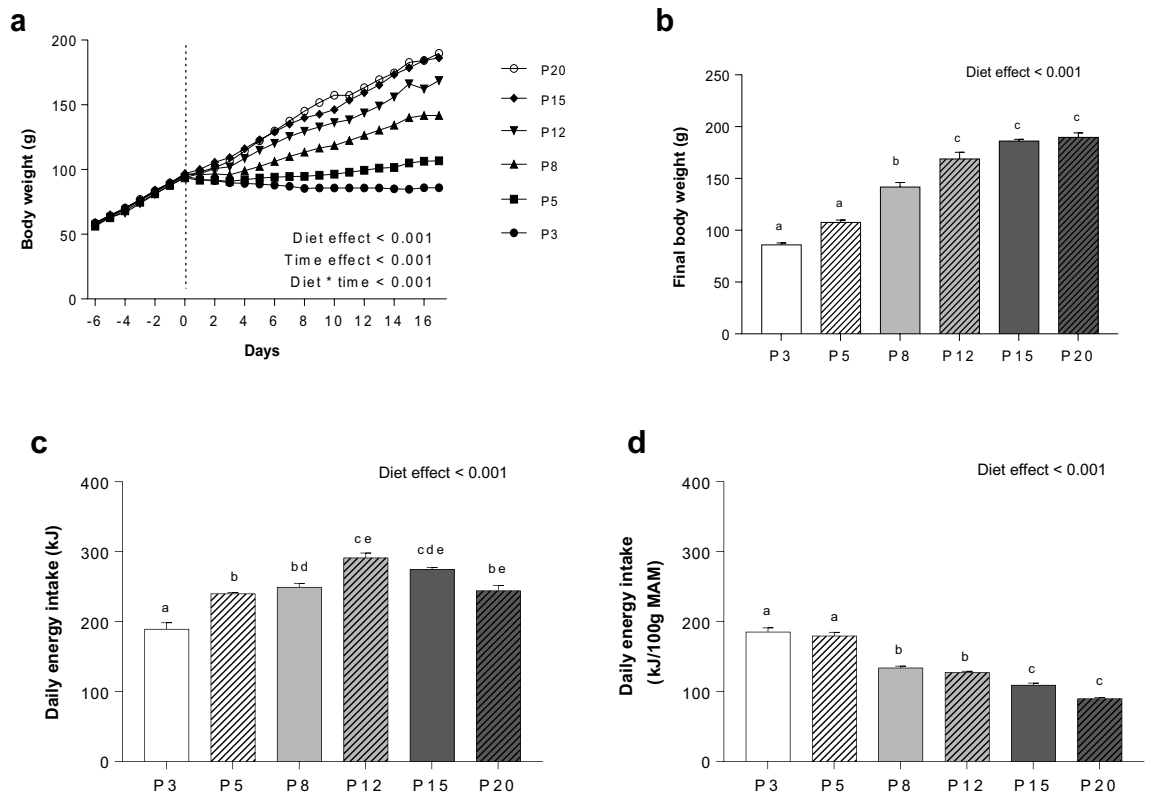 a
200
150
100
50
0
Body weight (g)
-6 -4 -2 0 2 4 6 8 10 12 14 16
Days
Diet effect < 0.001
Time effect < 0.001
Diet * time < 0.001
P20
P15
P12
P8
P5
P3
b
Diet effect < 0.001
250
200
150
100
50
0
Final body weight (g)
a a b c c c
P3 P5 P8 P12 P15 P20
c
Diet effect < 0.001
400
300
200
100
0
Daily energy intake (kJ)
a b bd ce cde be
P3 P5 P8 P12 P15 P20
d
Diet effect < 0.001
400
300
200
100
0
Daily energy intake
(kJ/100g MAM)
a a b b c c
P3 P5 P8 P12 P15 P20